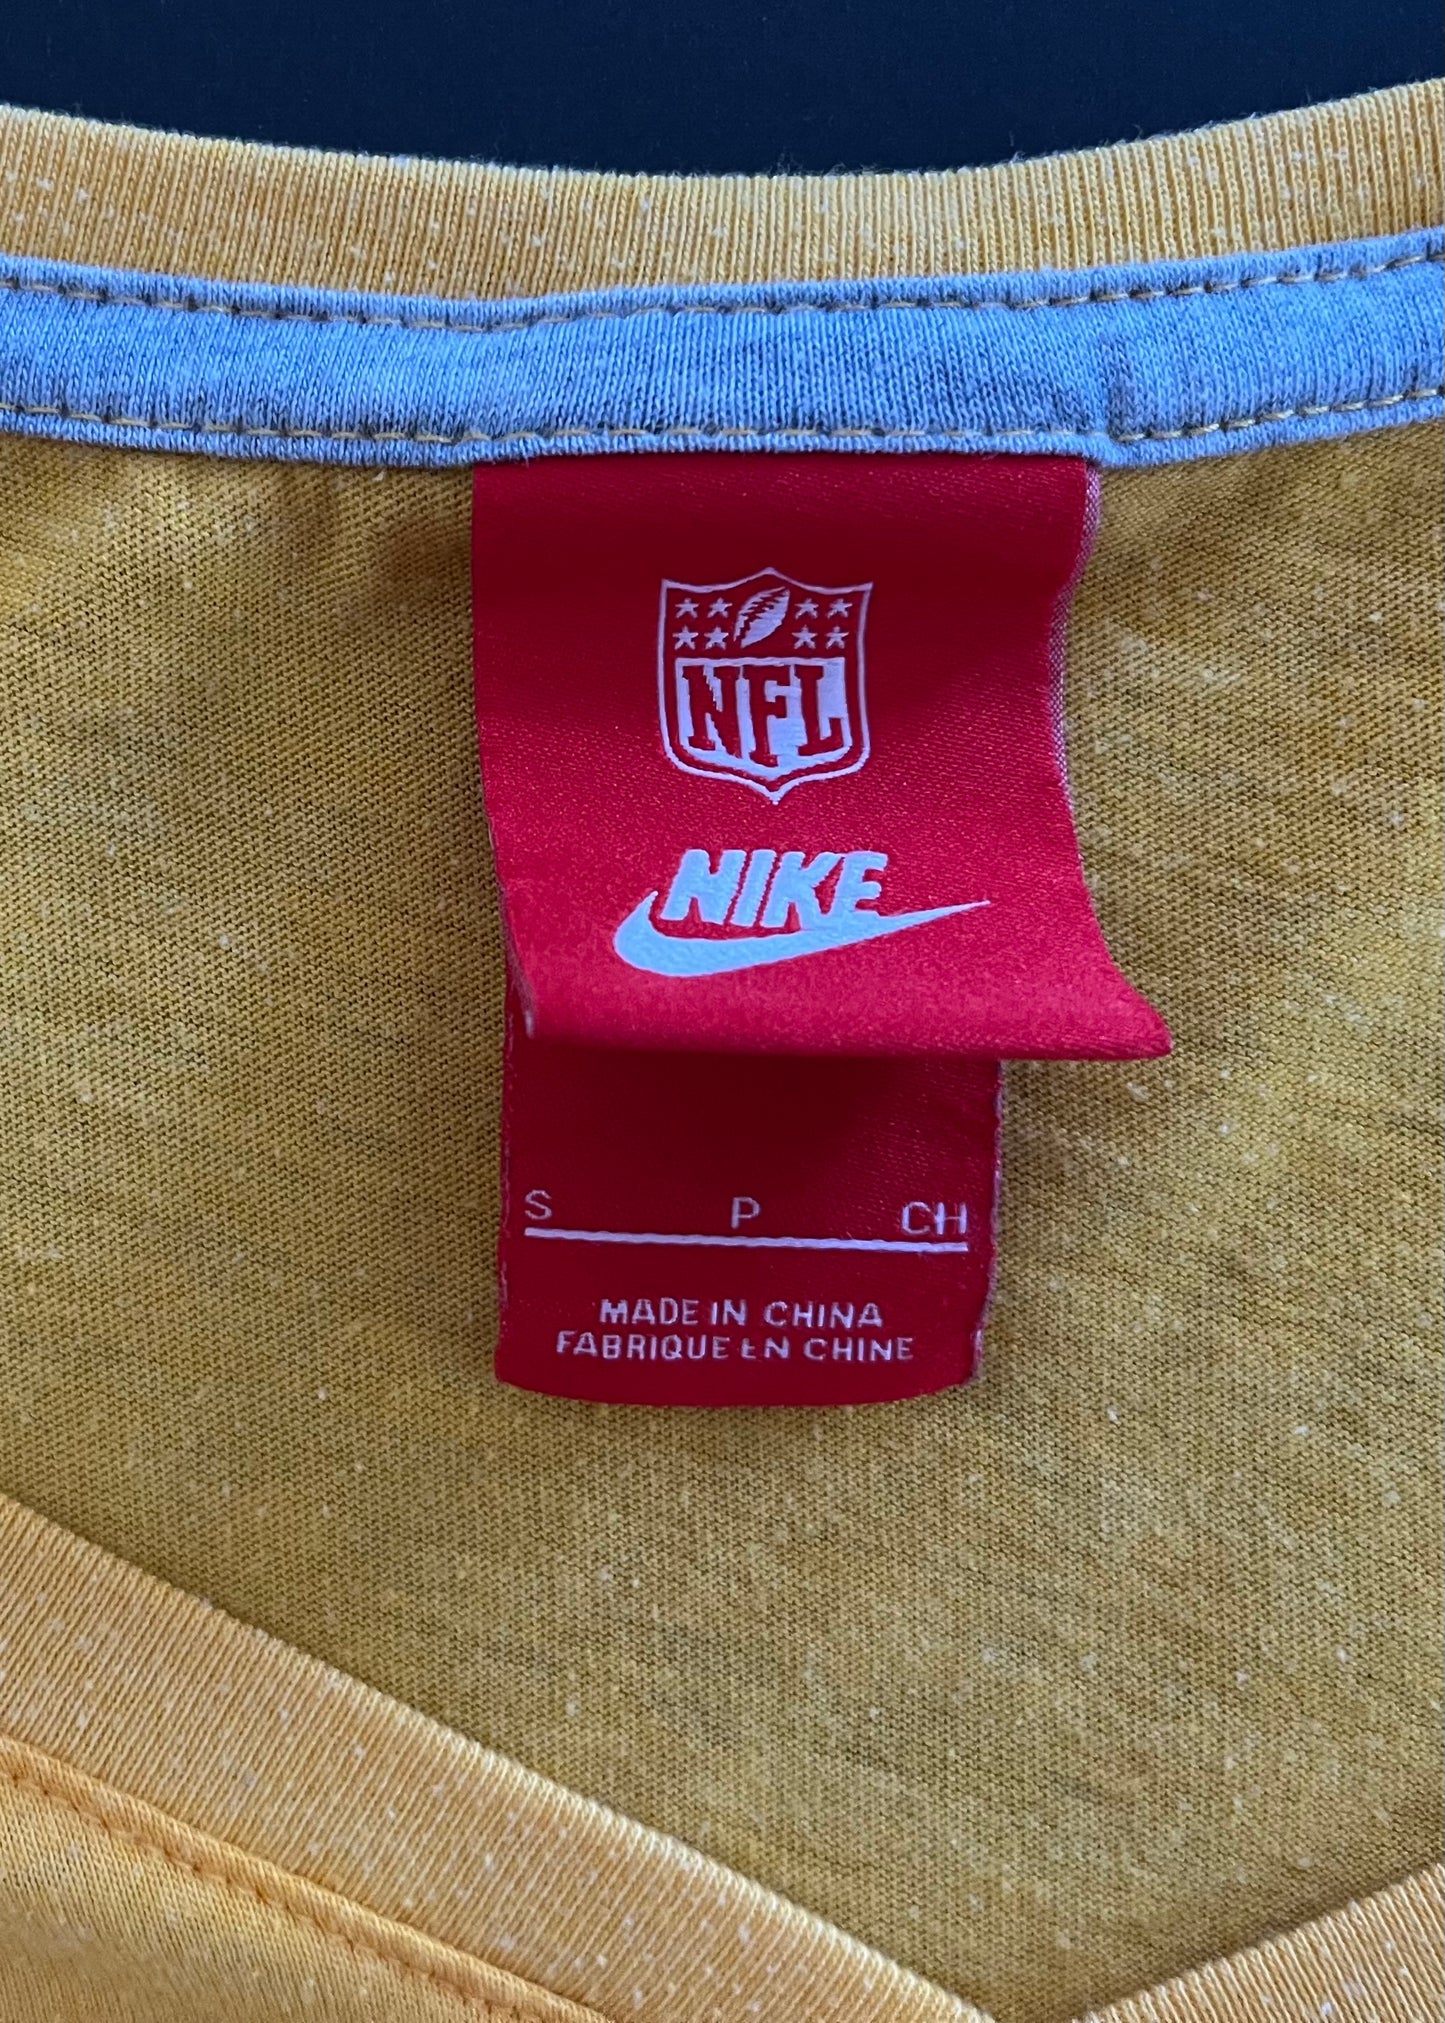 NFL
NIKE
S P CH
MADE IN CHINA
FABRIQUE EN CHINE